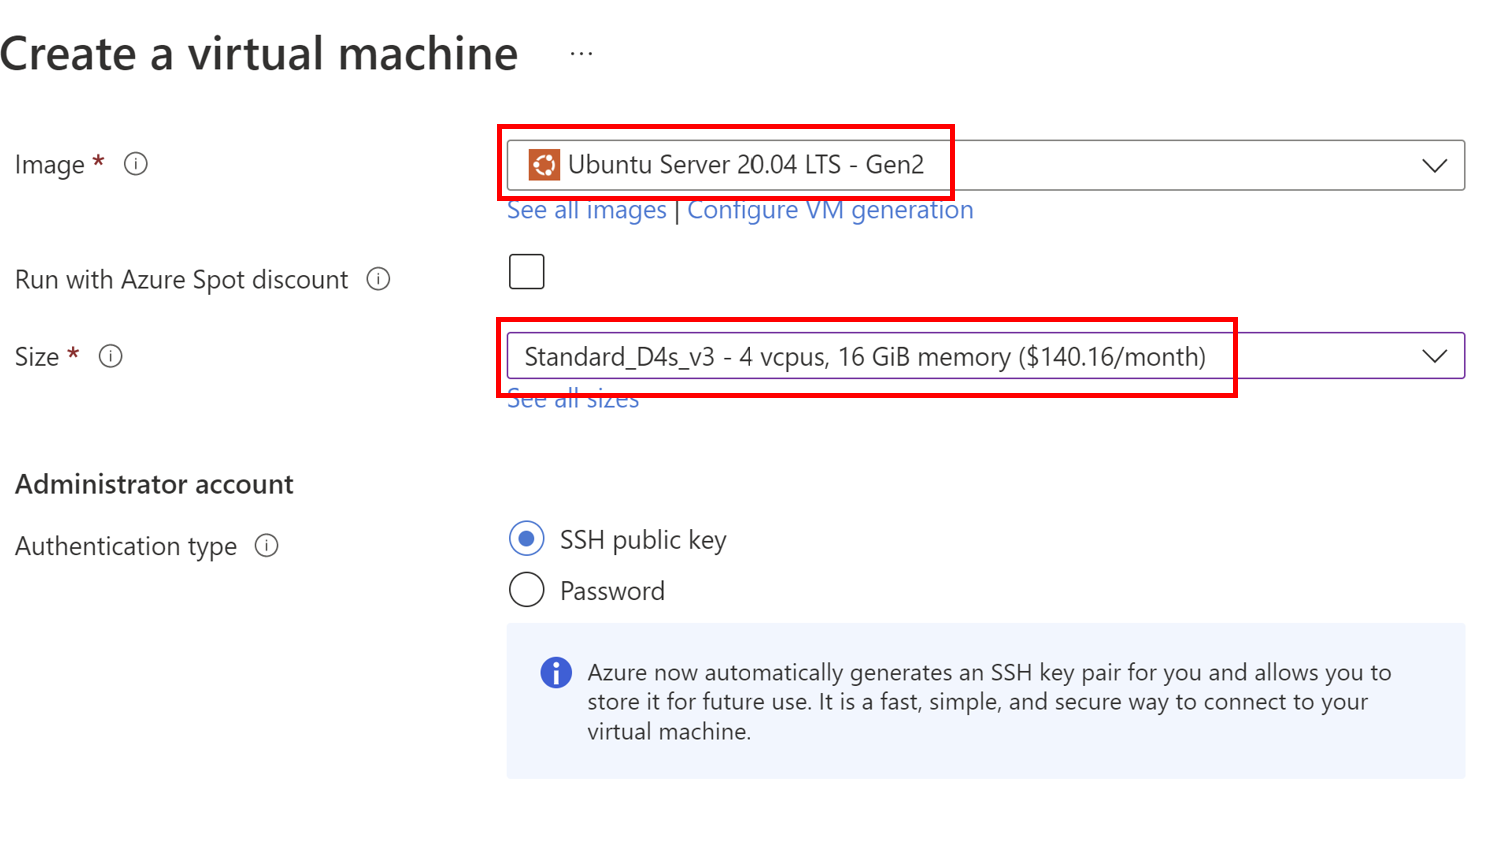 Create a virtual machine ...
Image * Ubuntu Server 20.04 LTS - Gen2
See all images | Configure VM generation
Run with Azure Spot discount
Size * Standard_D4s_v3 - 4 vcpus, 16 GiB memory ($140.16/month)
See all sizes
Administrator account
Authentication type
SSH public key
Password
Azure now automatically generates an SSH key pair for you and allows you to
store it for future use. It is a fast, simple, and secure way to connect to your
virtual machine.